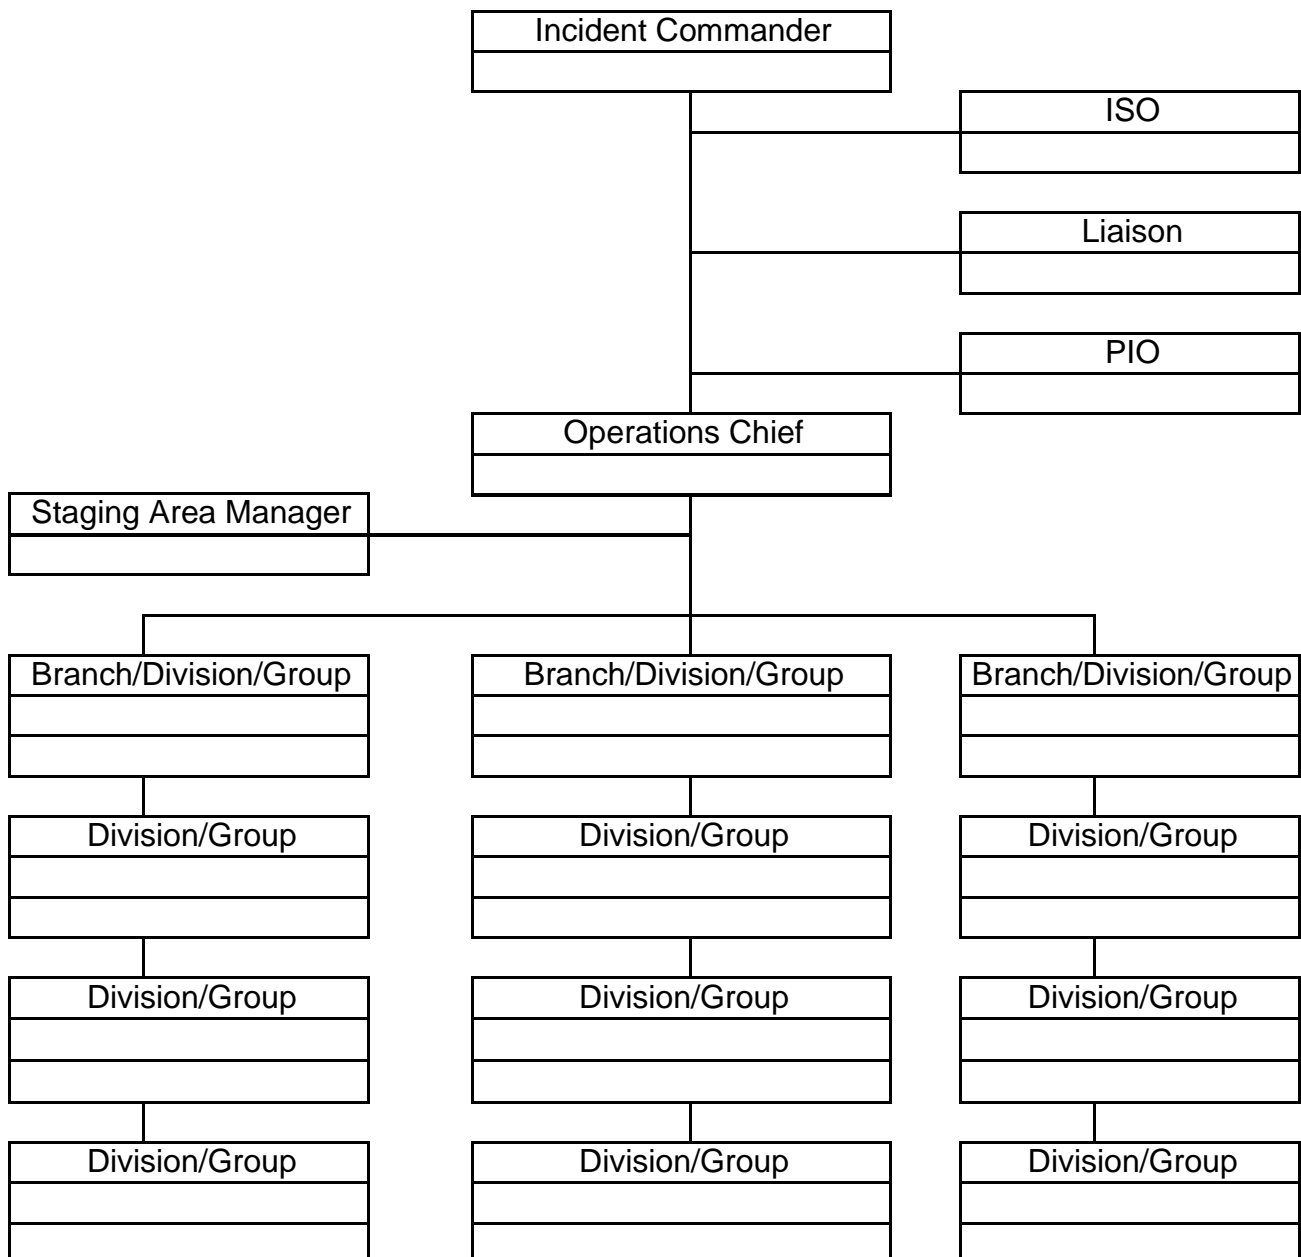 Incident Commander
ISO
Liaison
PIO
Operations Chief
Staging Area Manager
Branch/Division/Group
Branch/Division/Group
Branch/Division/Group
Division/Group
Division/Group
Division/Group
Division/Group
Division/Group
Division/Group
Division/Group
Division/Group
Division/Group